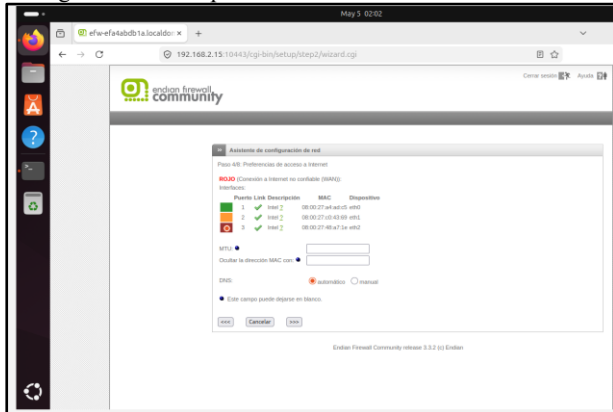 May 5 02:02
efw-efa4abdb1a.localdor ×
192.168.2.15:10443/cgi-bin/setup/step2/wizard.cgi
Cerrar sesión Ayuda
endian firewall
community
Asistente de configuración de red
Paso 4/8: Preferencias de acceso a Internet
ROJO (Conexión a Internet no confiable (WAN)):
Interfaces:
Puerto Link Descripción MAC Dispositivo
1 Intel ? 08:00:27:a4:ad:c5 eth0
2 Intel ? 08:00:27:c0:43:69 eth1
3 Intel ? 08:00:27:48:a7:1e eth2
MTU:
Ocultar la dirección MAC con:
DNS: automático manual
Este campo puede dejarse en blanco.
<<< Cancelar >>>
Endian Firewall Community release 3.3.2 (c) Endian